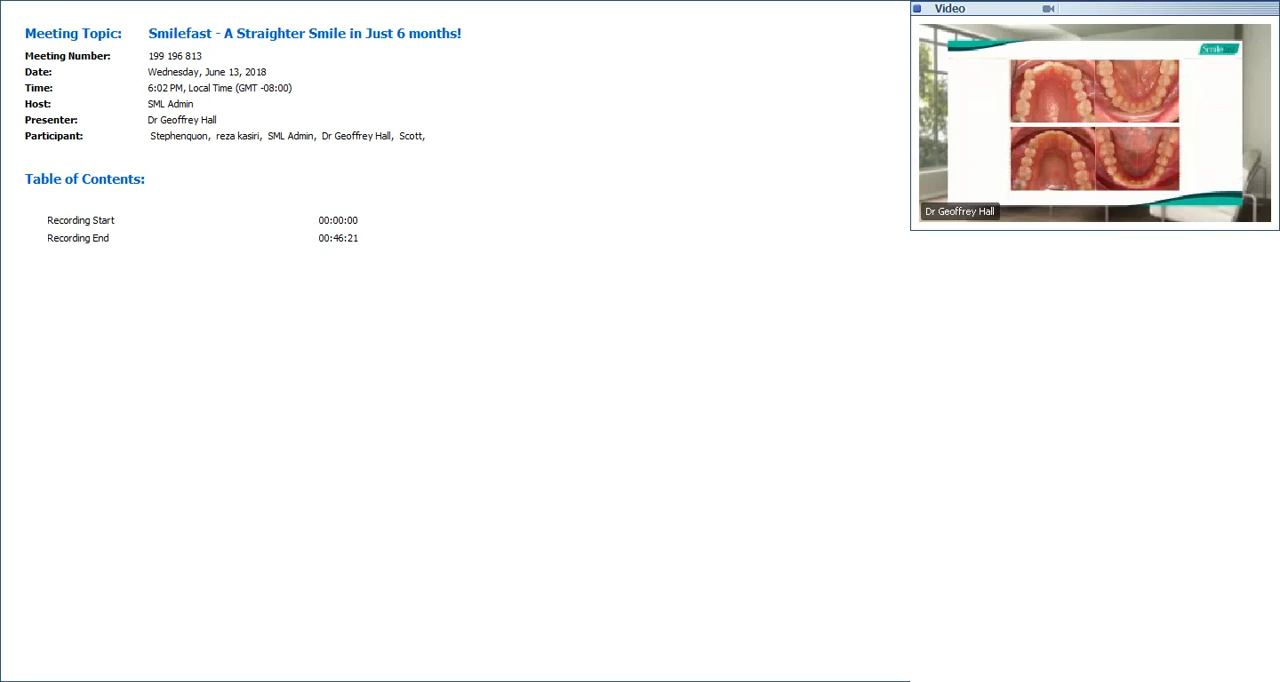 Meeting Topic: Smilefast - A Straighter Smile in Just 6 months!
Meeting Number: 199 196 813
Date: Wednesday, June 13, 2018
Time: 6:02 PM, Local Time (GMT -08:00)
Host: SML Admin
Presenter: Dr Geoffrey Hall
Participant: Stephenquon, reza kasiri, SML Admin, Dr Geoffrey Hall, Scott,
Table of Contents:
Recording Start 00:00:00
Recording End 00:46:21
Video
Smilefast
Dr Geoffrey Hall